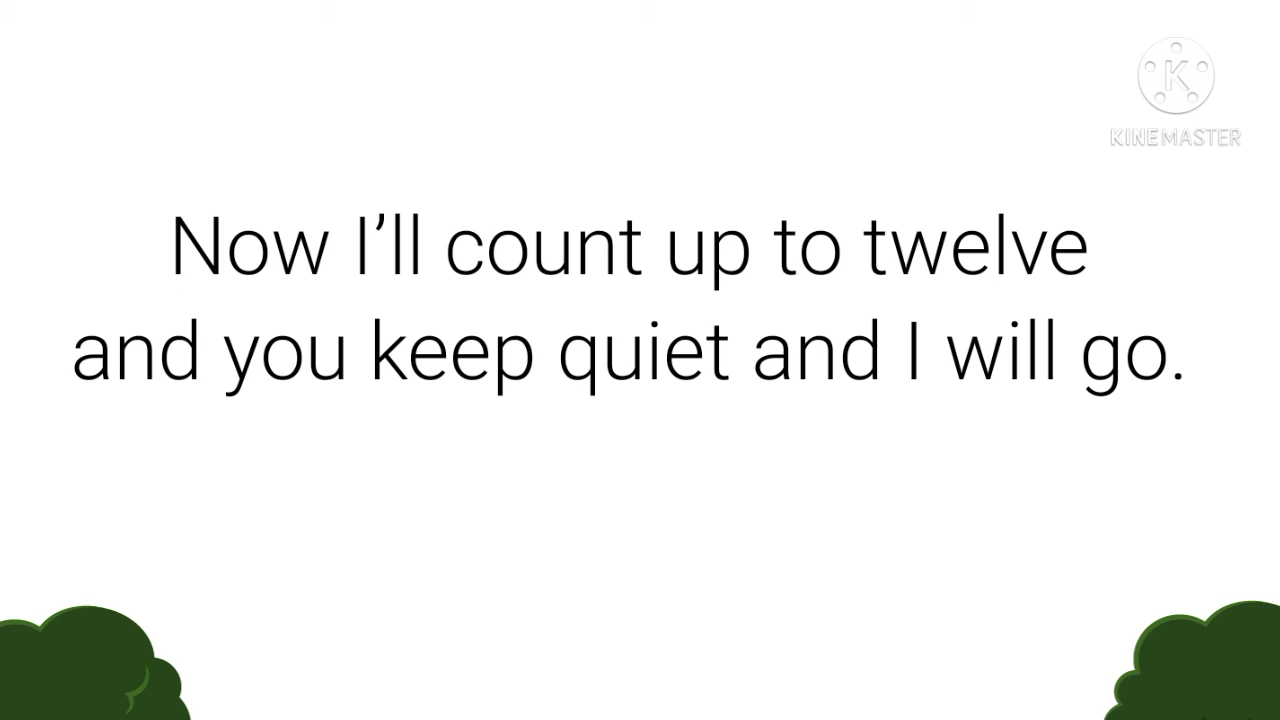 K
KINEMASTER
Now I’ll count up to twelve
and you keep quiet and I will go.